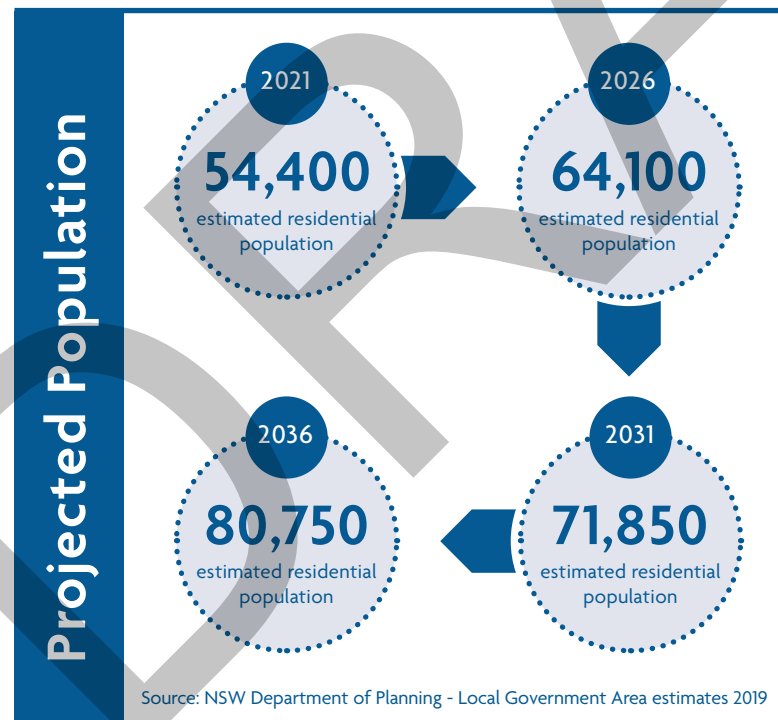 Projected Population
2021
54,400
estimated residential
population
2026
64,100
estimated residential
population
2031
71,850
estimated residential
population
2036
80,750
estimated residential
population
Source: NSW Department of Planning - Local Government Area estimates 2019